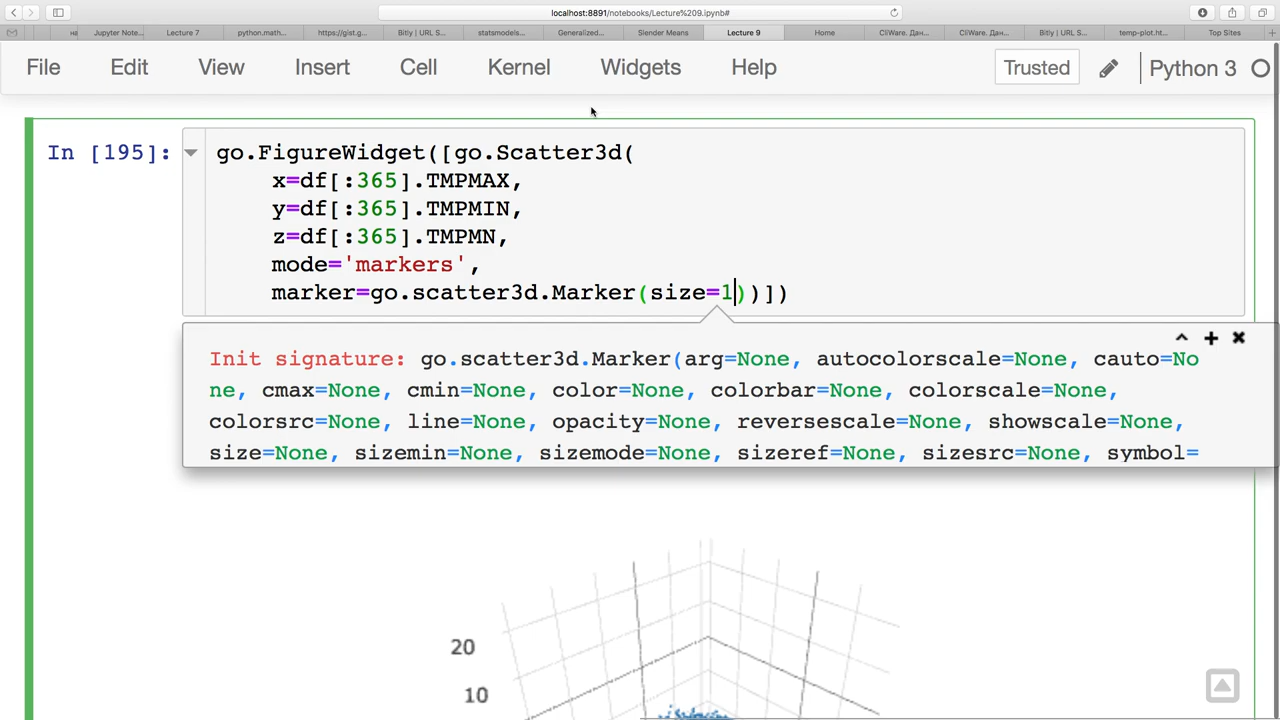 localhost:8891/notebooks/Lecture%209.ipynb#
на Jupyter Note... Lecture 7 python.math... https://gist.g... Bitly | URL S... statsmodels... Generalized... Slender Means Lecture 9 Home CliWare. Дан... CliWare. Дан... Bitly | URL S... temp-plot.ht... Top Sites +
File Edit View Insert Cell Kernel Widgets Help Trusted Python 3
In [195]: go.FigureWidget([go.Scatter3d(
x=df[:365].TMPMAX,
y=df[:365].TMPMIN,
z=df[:365].TMPMN,
mode='markers',
marker=go.scatter3d.Marker(size=1))])
Init signature: go.scatter3d.Marker(arg=None, autocolorscale=None, cauto=No
ne, cmax=None, cmin=None, color=None, colorbar=None, colorscale=None,
colorsrc=None, line=None, opacity=None, reversescale=None, showscale=None,
size=None, sizemin=None, sizemode=None, sizeref=None, sizesrc=None, symbol=
20
10